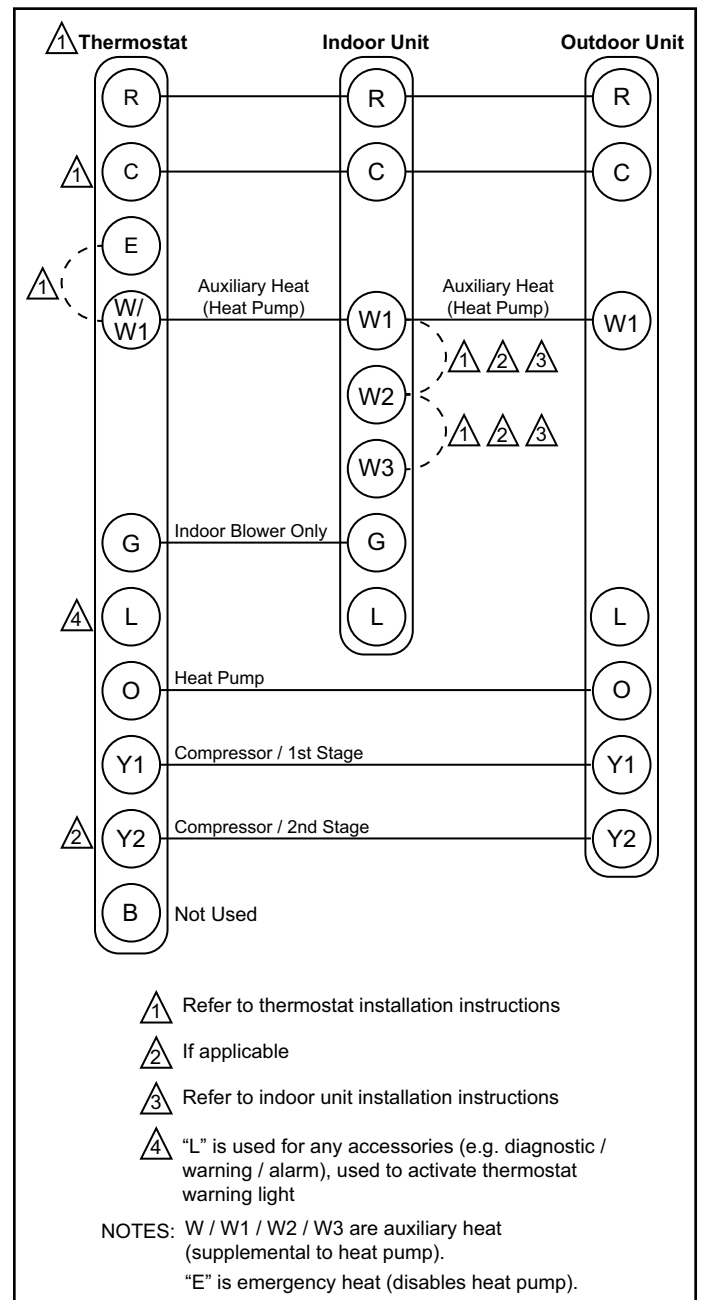 1 Thermostat Indoor Unit Outdoor Unit
R R R
1 C C C
E
1
Auxiliary Heat
(Heat Pump)
Auxiliary Heat
(Heat Pump)
W/
W1
W1 W1
1 2 3
W2
1 2 3
W3
G Indoor Blower Only G
4 L L L
O Heat Pump O
Y1 Compressor / 1st Stage Y1
2 Y2 Compressor / 2nd Stage Y2
B Not Used
1 Refer to thermostat installation instructions
2 If applicable
3 Refer to indoor unit installation instructions
4 “L” is used for any accessories (e.g. diagnostic /
warning / alarm), used to activate thermostat
warning light
NOTES: W / W1 / W2 / W3 are auxiliary heat
(supplemental to heat pump).
“E” is emergency heat (disables heat pump).